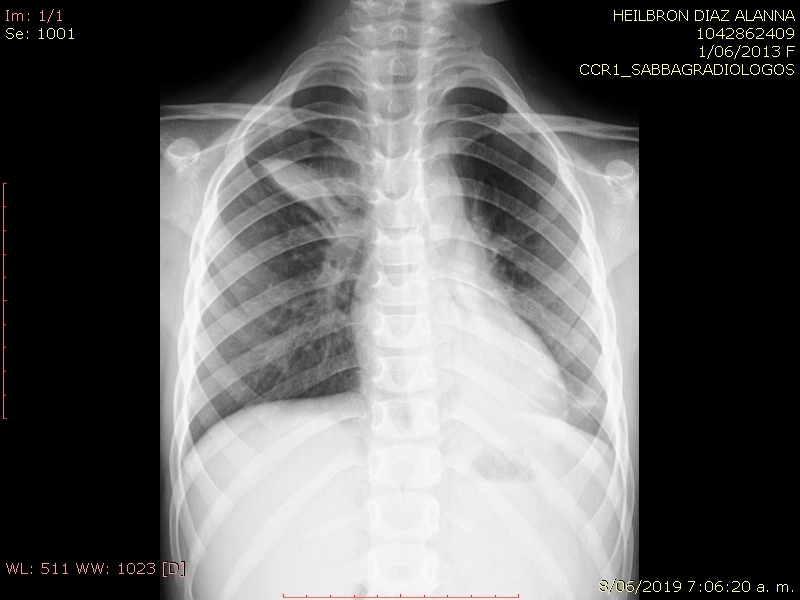 Im: 1/1
Se: 1001
HEILBRON DIAZ ALANNA
1042862409
1/06/2013 F
CCR1_SABBAGRADIOLOGOS
WL: 511 WW: 1023 [D]
8/06/2019 7:06:20 a. m.